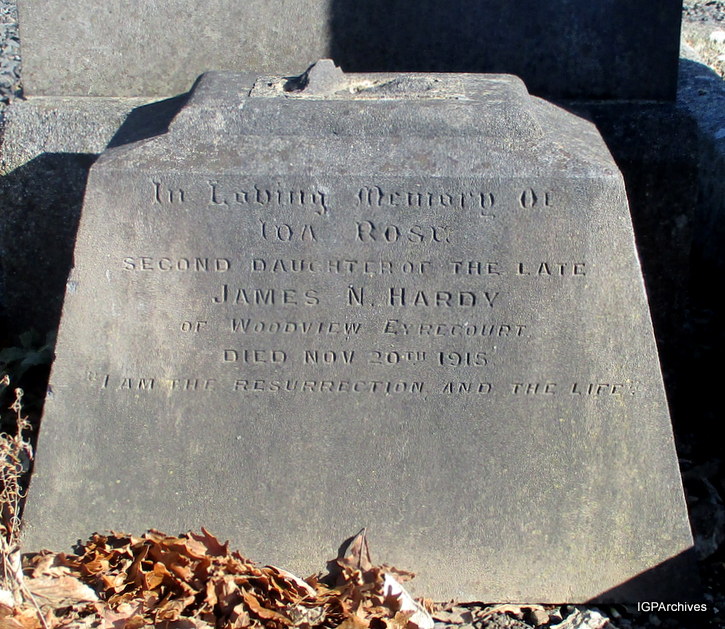 In Loving Memory Of
IDA ROSE
SECOND DAUGHTER OF THE LATE
JAMES N. HARDY
OF WOODVIEW EYRECOURT.
DIED NOV 20TH 1915.
"I AM THE RESURRECTION AND THE LIFE".
IGPArchives